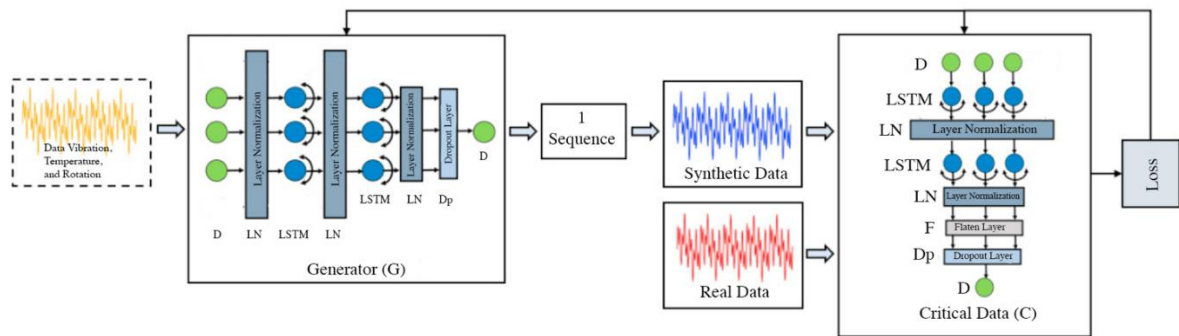 Data Vibration,
Temperature,
and Rotation
Layer Normalization
Layer Normalization
Layer Normalization
Dropout Layer
D
LSTM
LN
Dp
D
LN
LSTM
LN
Generator (G)
1
Sequence
Synthetic Data
Real Data
D
LSTM
LN
Layer Normalization
LSTM
LN
Layer Normalization
F
Flaten Layer
Dp
Dropout Layer
D
Critical Data (C)
Loss